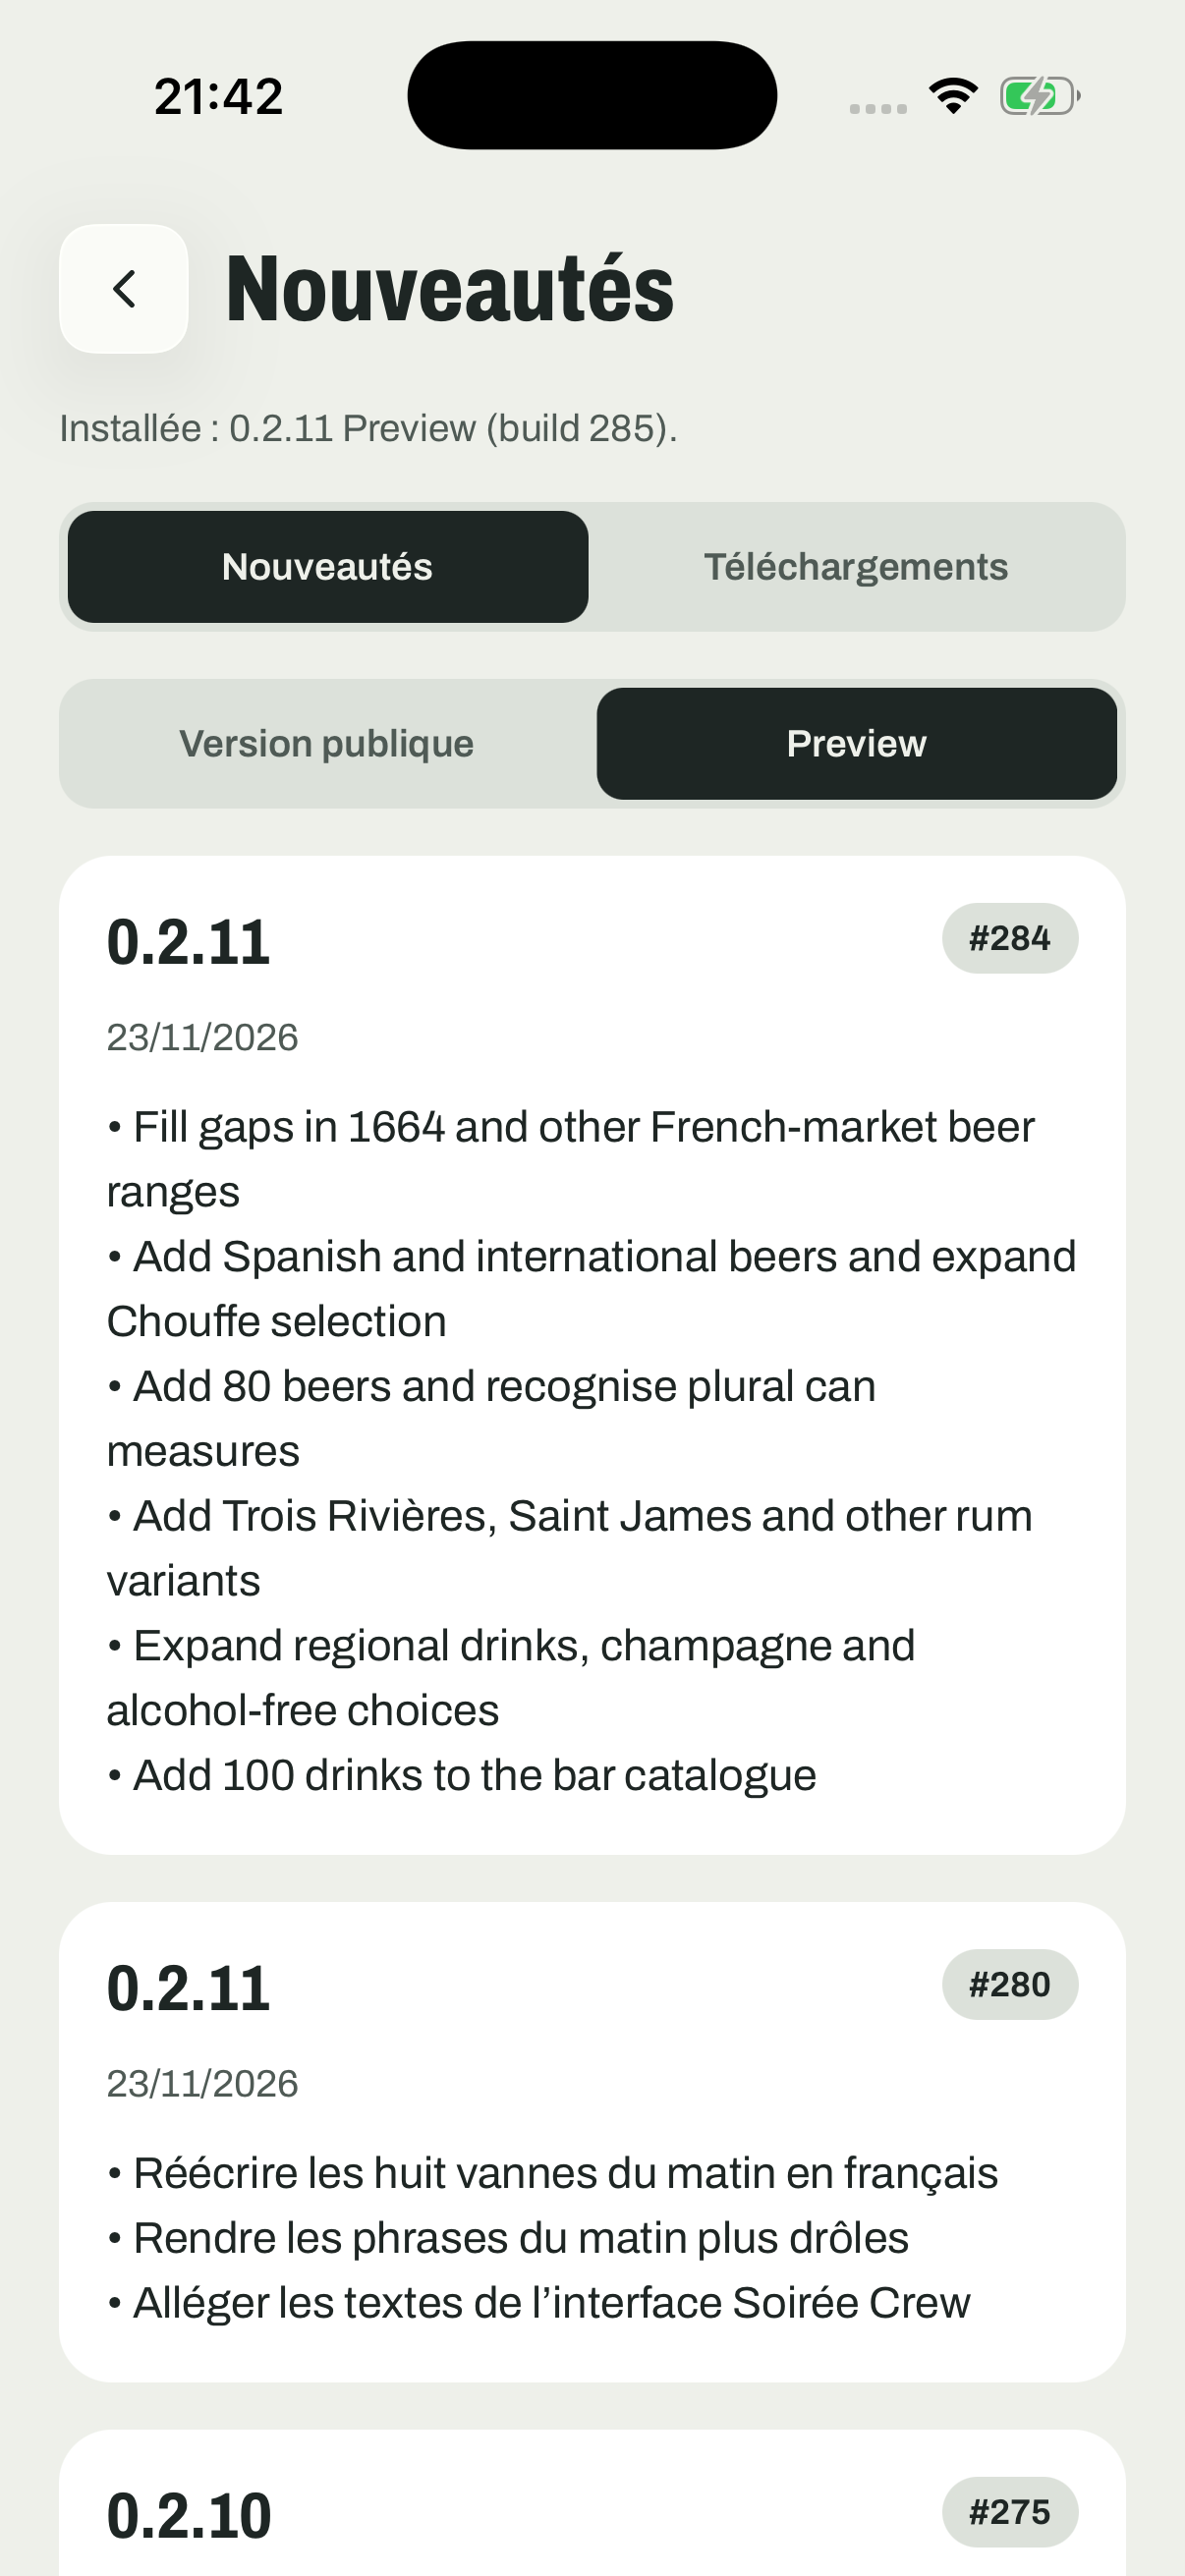 21:42
Nouveautés
Installée : 0.2.11 Preview (build 285).
Nouveautés
Téléchargements
Version publique
Preview
0.2.11
#284
23/11/2026
• Fill gaps in 1664 and other French-market beer
ranges
• Add Spanish and international beers and expand
Chouffe selection
• Add 80 beers and recognise plural can
measures
• Add Trois Rivières, Saint James and other rum
variants
• Expand regional drinks, champagne and
alcohol-free choices
• Add 100 drinks to the bar catalogue
0.2.11
#280
23/11/2026
• Réécrire les huit vannes du matin en français
• Rendre les phrases du matin plus drôles
• Alléger les textes de l’interface Soirée Crew
0.2.10
#275